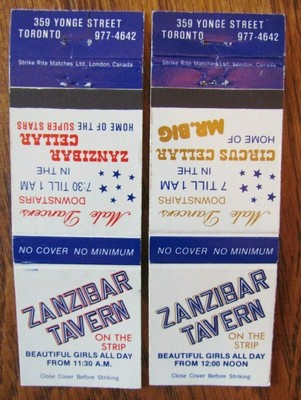 359 YONGE STREET
TORONTO 977-4642
Strike Rite Matches Ltd., London, Canada
HOME OF THE SUPER STARS
ZANZIBAR
CELLAR
IN THE
7:30 TILL 1 AM
DOWNSTAIRS
Male Dancers
NO COVER NO MINIMUM
ZANZIBAR
TAVERN
ON THE
STRIP
BEAUTIFUL GIRLS ALL DAY
FROM 11:30 A.M.
Close Cover Before Striking
359 YONGE STREET
TORONTO 977-4642
Strike Rite Matches Ltd., London, Canada
HOME OF MR. BIG
CIRCUS CELLAR
IN THE
7 TILL 1 AM
DOWNSTAIRS
Male Dancers
NO COVER NO MINIMUM
ZANZIBAR
TAVERN
ON THE
STRIP
BEAUTIFUL GIRLS ALL DAY
FROM 12:00 NOON
Close Cover Before Striking